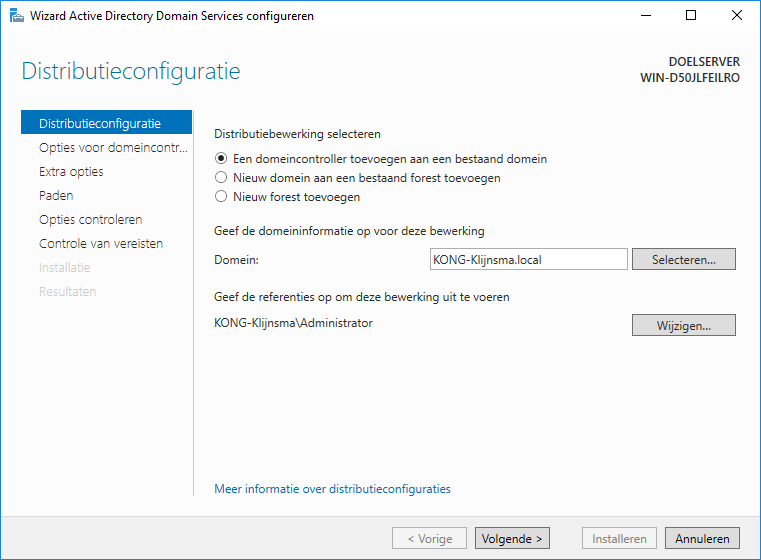 Wizard Active Directory Domain Services configureren
Distributieconfiguratie
DOELSERVER
WIN-D50JLFEILRO
Distributieconfiguratie
Opties voor domeincontr...
Extra opties
Paden
Opties controleren
Controle van vereisten
Installatie
Resultaten
Distributiebewerking selecteren
Een domeincontroller toevoegen aan een bestaand domein
Nieuw domein aan een bestaand forest toevoegen
Nieuw forest toevoegen
Geef de domeininformatie op voor deze bewerking
Domein:
KONG-Klijnsma.local
Selecteren...
Geef de referenties op om deze bewerking uit te voeren
KONG-Klijnsma\Administrator
Wijzigen...
Meer informatie over distributieconfiguraties
< Vorige
Volgende >
Installeren
Annuleren